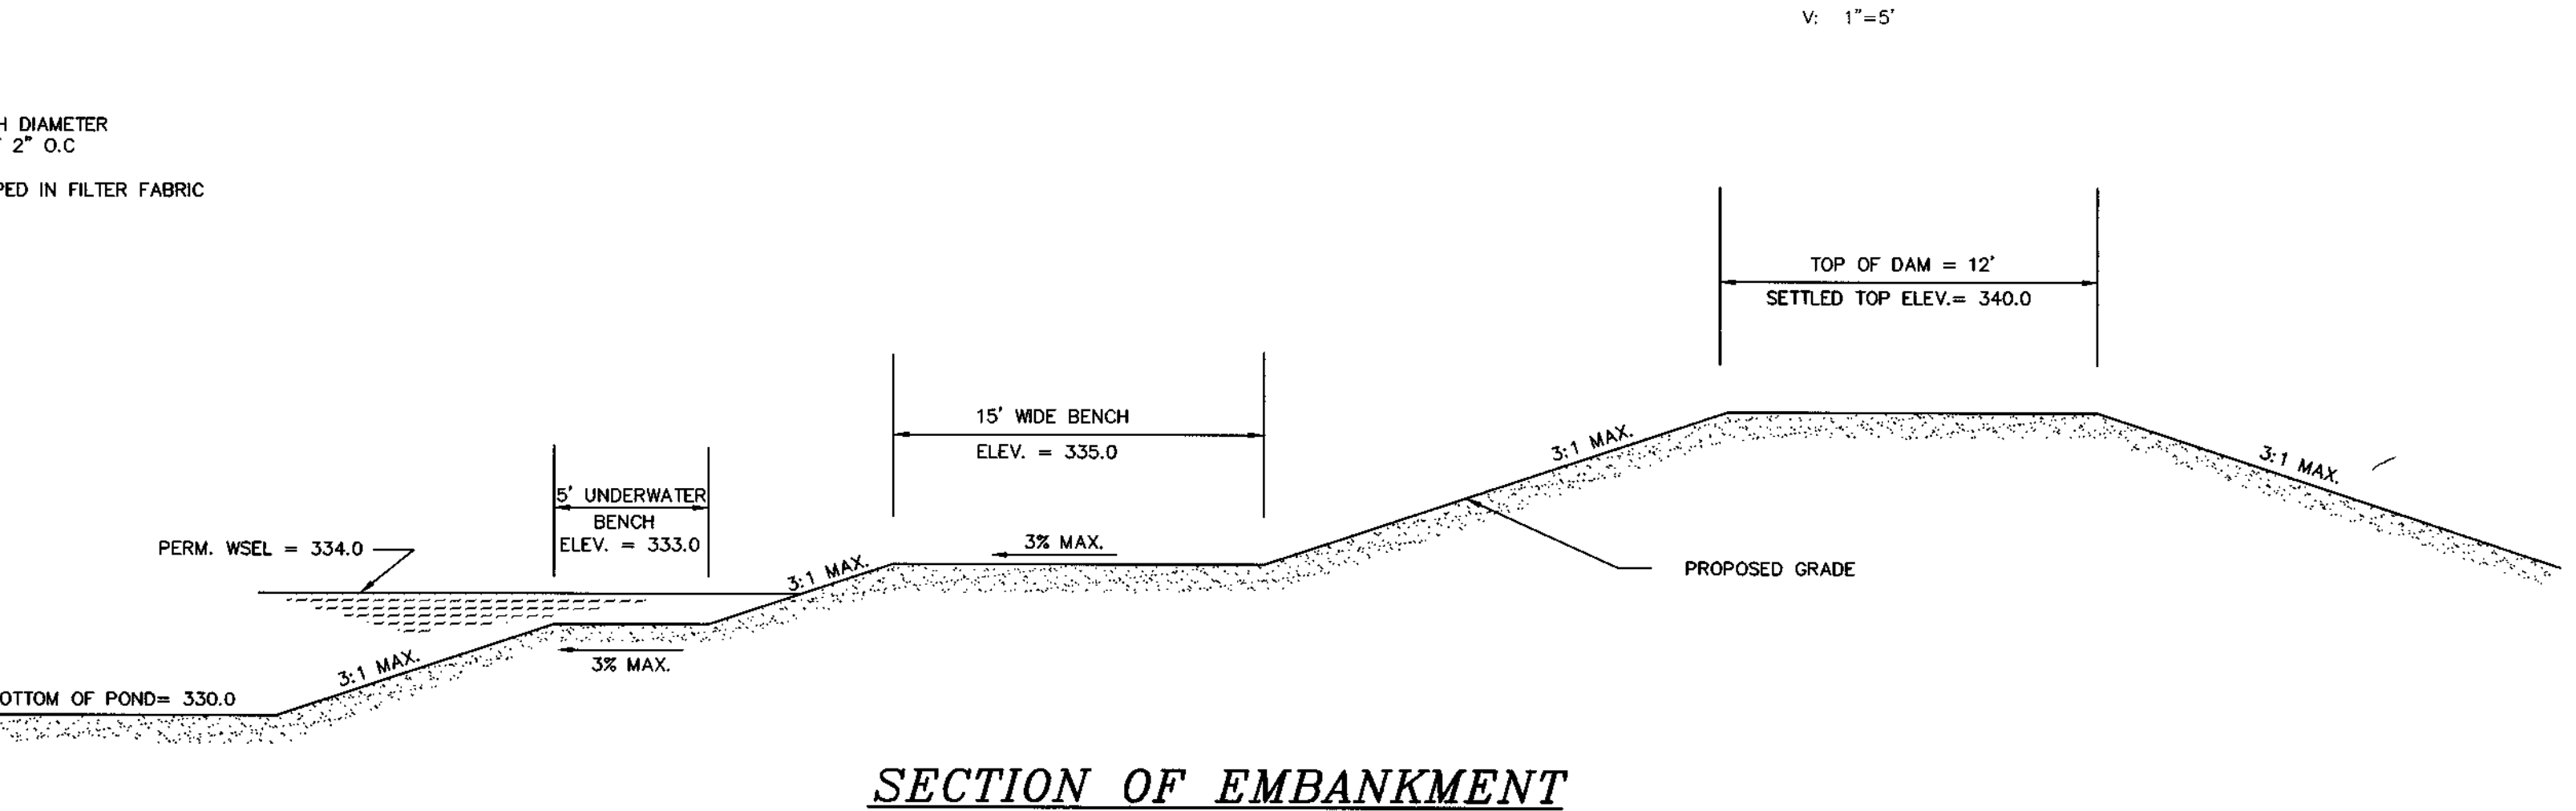 V: 1"=5'
H DIAMETER
2" O.C
PED IN FILTER FABRIC
TOP OF DAM = 12'
SETTLED TOP ELEV.= 340.0
15' WIDE BENCH
ELEV. = 335.0
3:1 MAX.
3:1 MAX.
5' UNDERWATER
BENCH
ELEV. = 333.0
PERM. WSEL = 334.0
3% MAX.
3:1 MAX.
PROPOSED GRADE
3% MAX.
3:1 MAX.
OTTOM OF POND= 330.0
SECTION OF EMBANKMENT